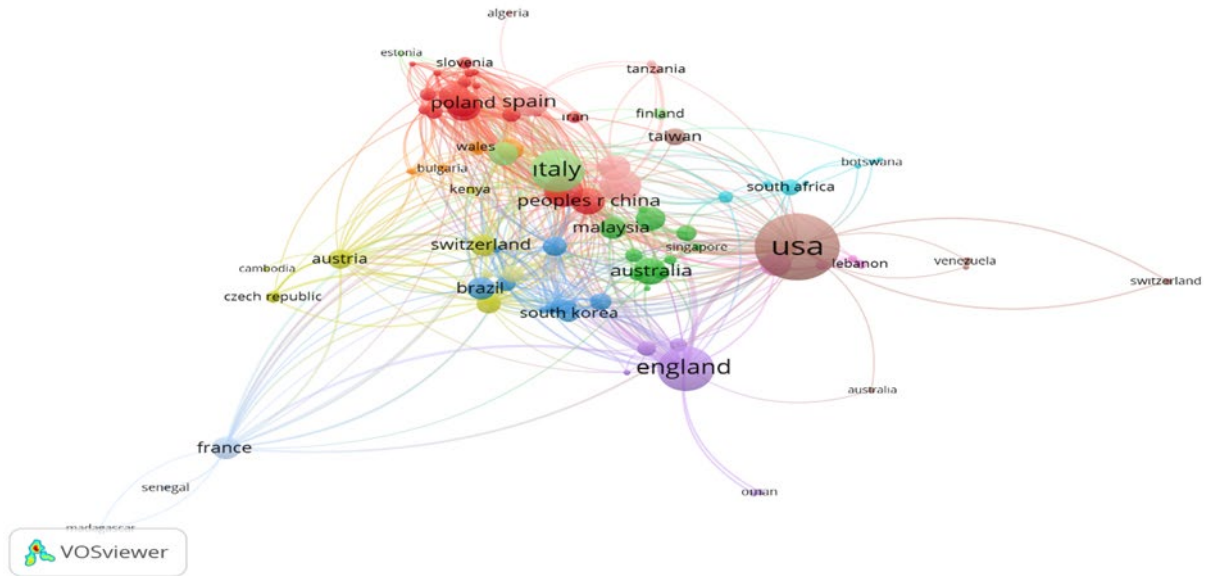 algeria
estonia
slovenia
tanzania
poland
spain
iran
finland
taiwan
wales
italy
bulgaria
botswana
kenya
south africa
peoples r china
malaysia
switzerland
singapore
usa
austria
australia
lebanon
venezuela
cambodia
czech republic
brazil
switzerland
south korea
england
australia
france
senegal
oman
madagascar
VOSviewer